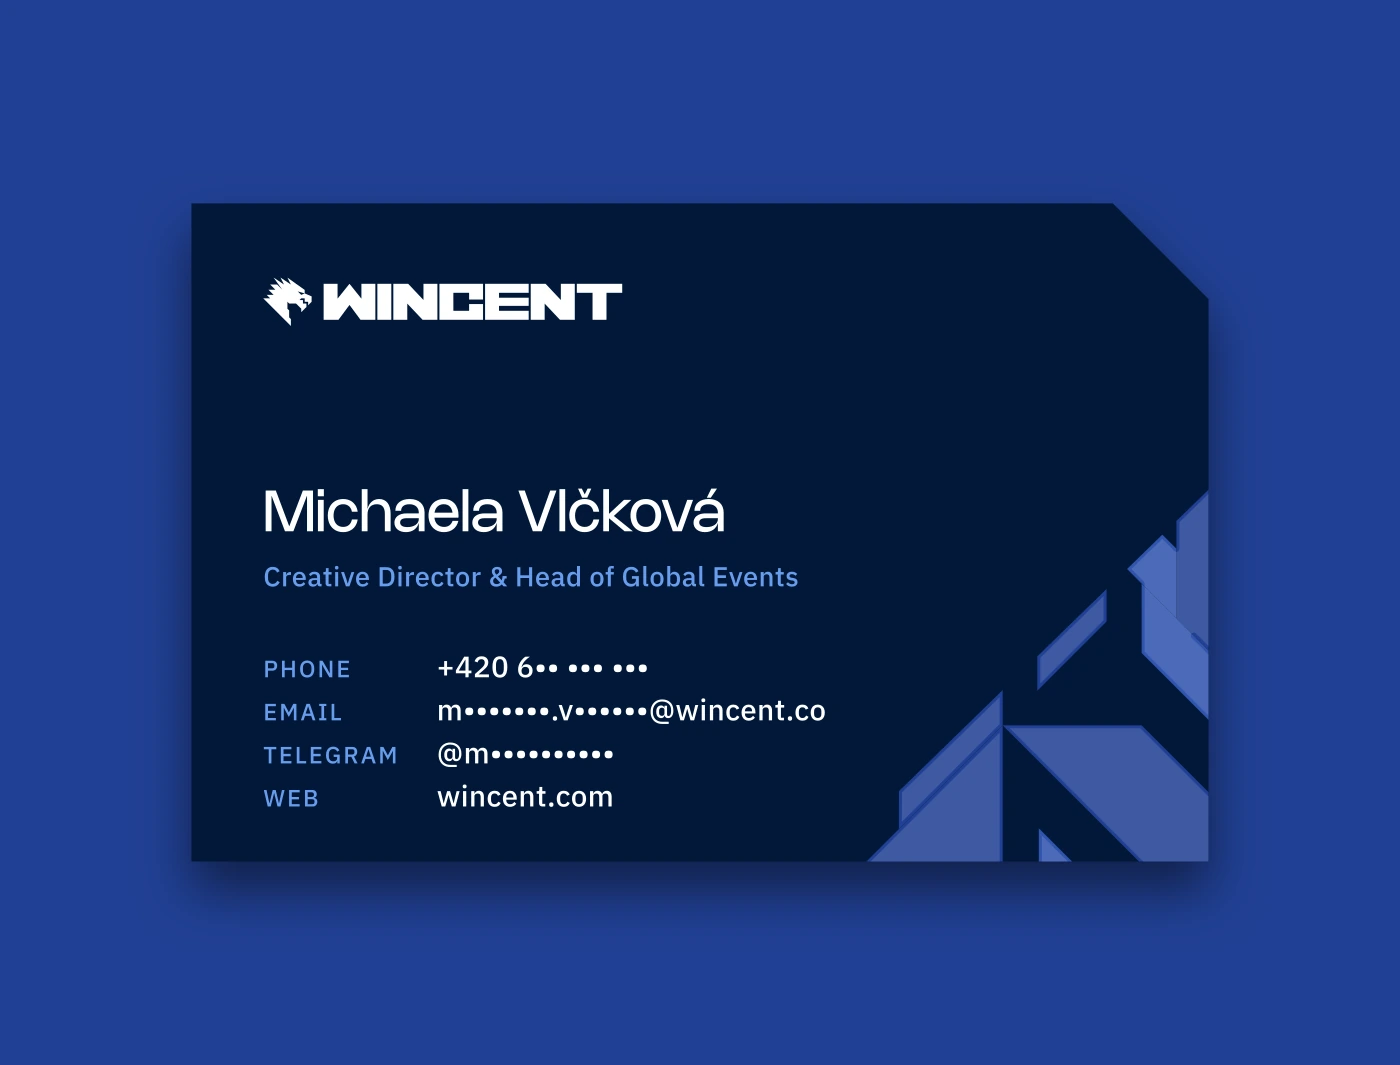 WINCENT
Michaela Vlčková
Creative Director & Head of Global Events
PHONE +420 6•• ••• •••
EMAIL m•••••••.v••••••@wincent.co
TELEGRAM @m••••••••••
WEB wincent.com